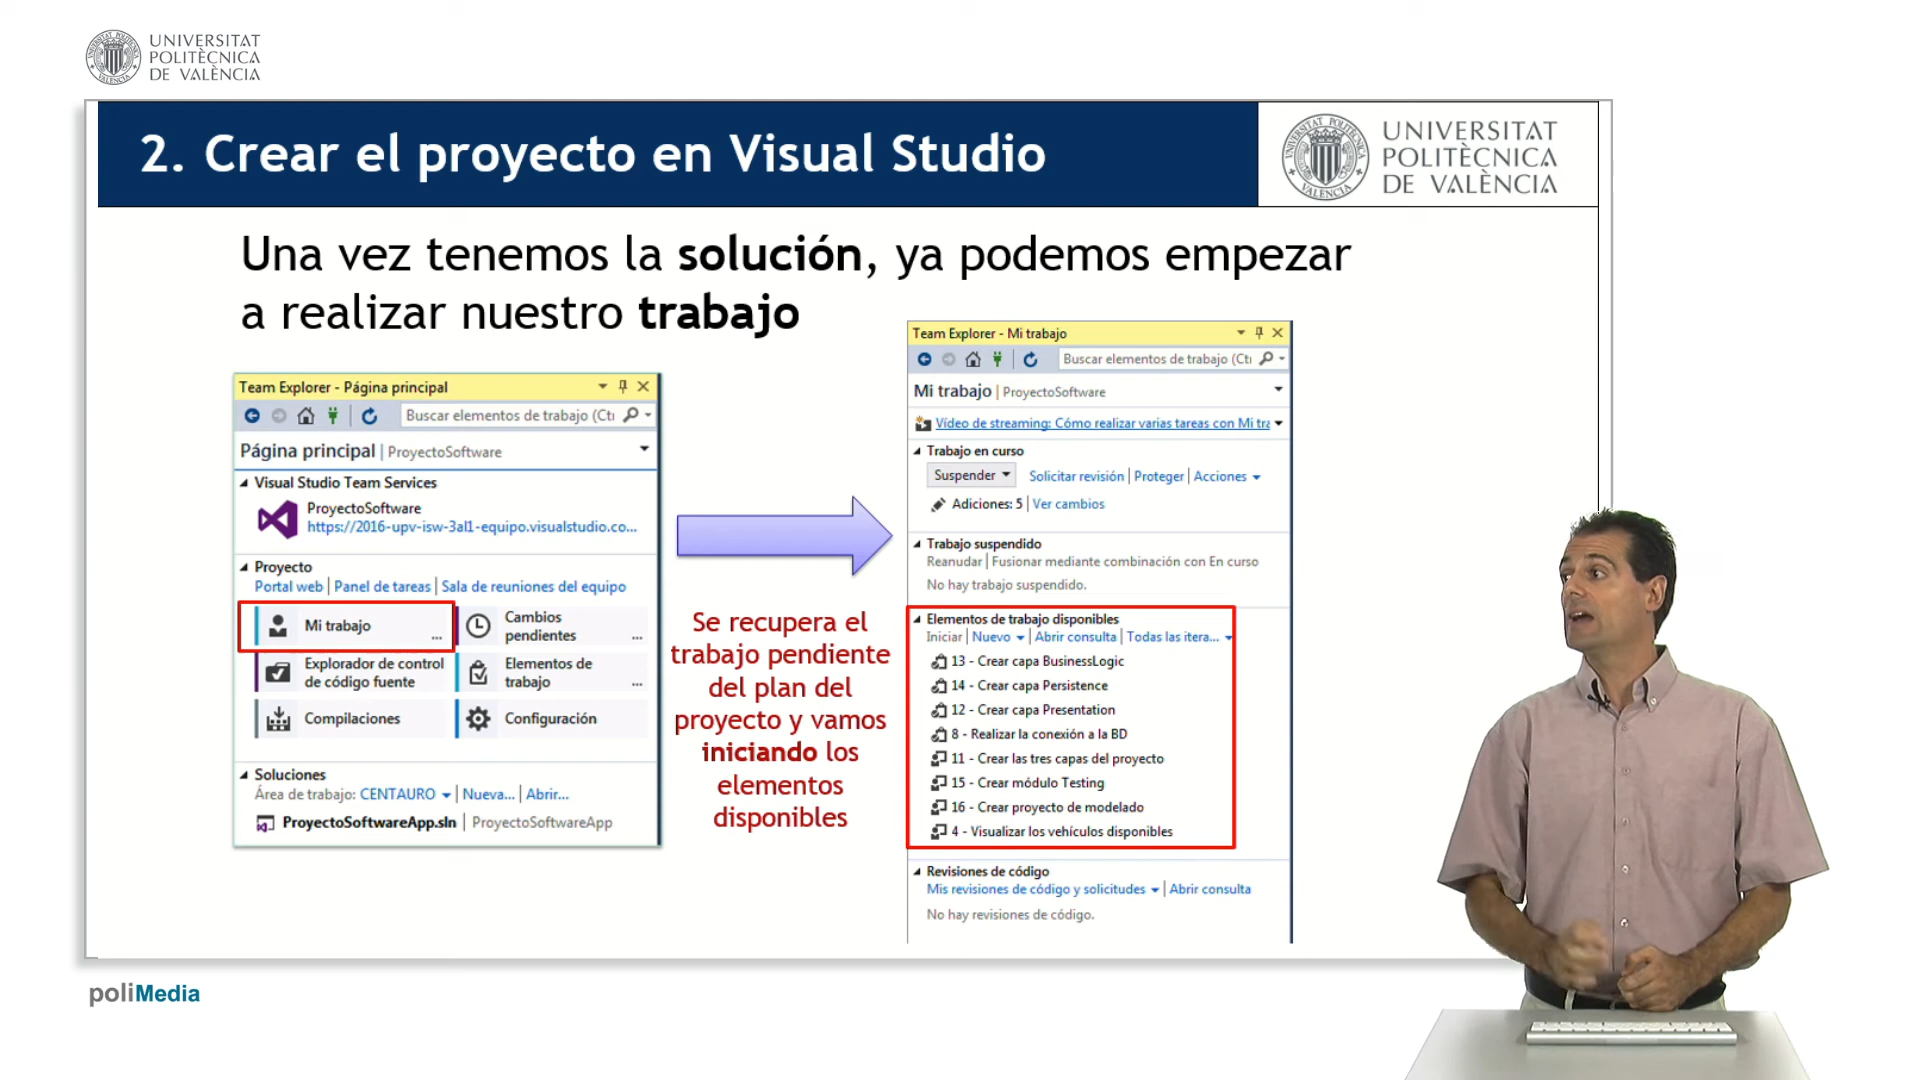 UNIVERSITAT
POLITÈCNICA
DE VALÈNCIA
2. Crear el proyecto en Visual Studio
UNIVERSITAT
POLITÈCNICA
DE VALÈNCIA
Una vez tenemos la solución, ya podemos empezar
a realizar nuestro trabajo
Team Explorer - Página principal
Buscar elementos de trabajo (Ctı
Página principal | ProyectoSoftware
Visual Studio Team Services
ProyectoSoftware
https://2016-upv-isw-3al1-equipo.visualstudio.co...
Proyecto
Portal web | Panel de tareas | Sala de reuniones del equipo
Mi trabajo ...
Cambios
pendientes ...
Explorador de control
de código fuente
Elementos de
trabajo ...
Compilaciones
Configuración
Soluciones
Área de trabajo: CENTAURO | Nueva... | Abrir...
ProyectoSoftwareApp.sln | ProyectoSoftwareApp
Se recupera el
trabajo pendiente
del plan del
proyecto y vamos
iniciando los
elementos
disponibles
Team Explorer - Mi trabajo
Buscar elementos de trabajo (Ctı
Mi trabajo | ProyectoSoftware
Vídeo de streaming: Cómo realizar varias tareas con Mi tra
Trabajo en curso
Suspender Solicitar revisión | Proteger | Acciones
Adiciones: 5 | Ver cambios
Trabajo suspendido
Reanudar | Fusionar mediante combinación con En curso
No hay trabajo suspendido.
Elementos de trabajo disponibles
Iniciar | Nuevo | Abrir consulta | Todas las itera...
13 - Crear capa BusinessLogic
14 - Crear capa Persistence
12 - Crear capa Presentation
8 - Realizar la conexión a la BD
11 - Crear las tres capas del proyecto
15 - Crear módulo Testing
16 - Crear proyecto de modelado
4 - Visualizar los vehículos disponibles
Revisiones de código
Mis revisiones de código y solicitudes | Abrir consulta
No hay revisiones de código.
poliMedia